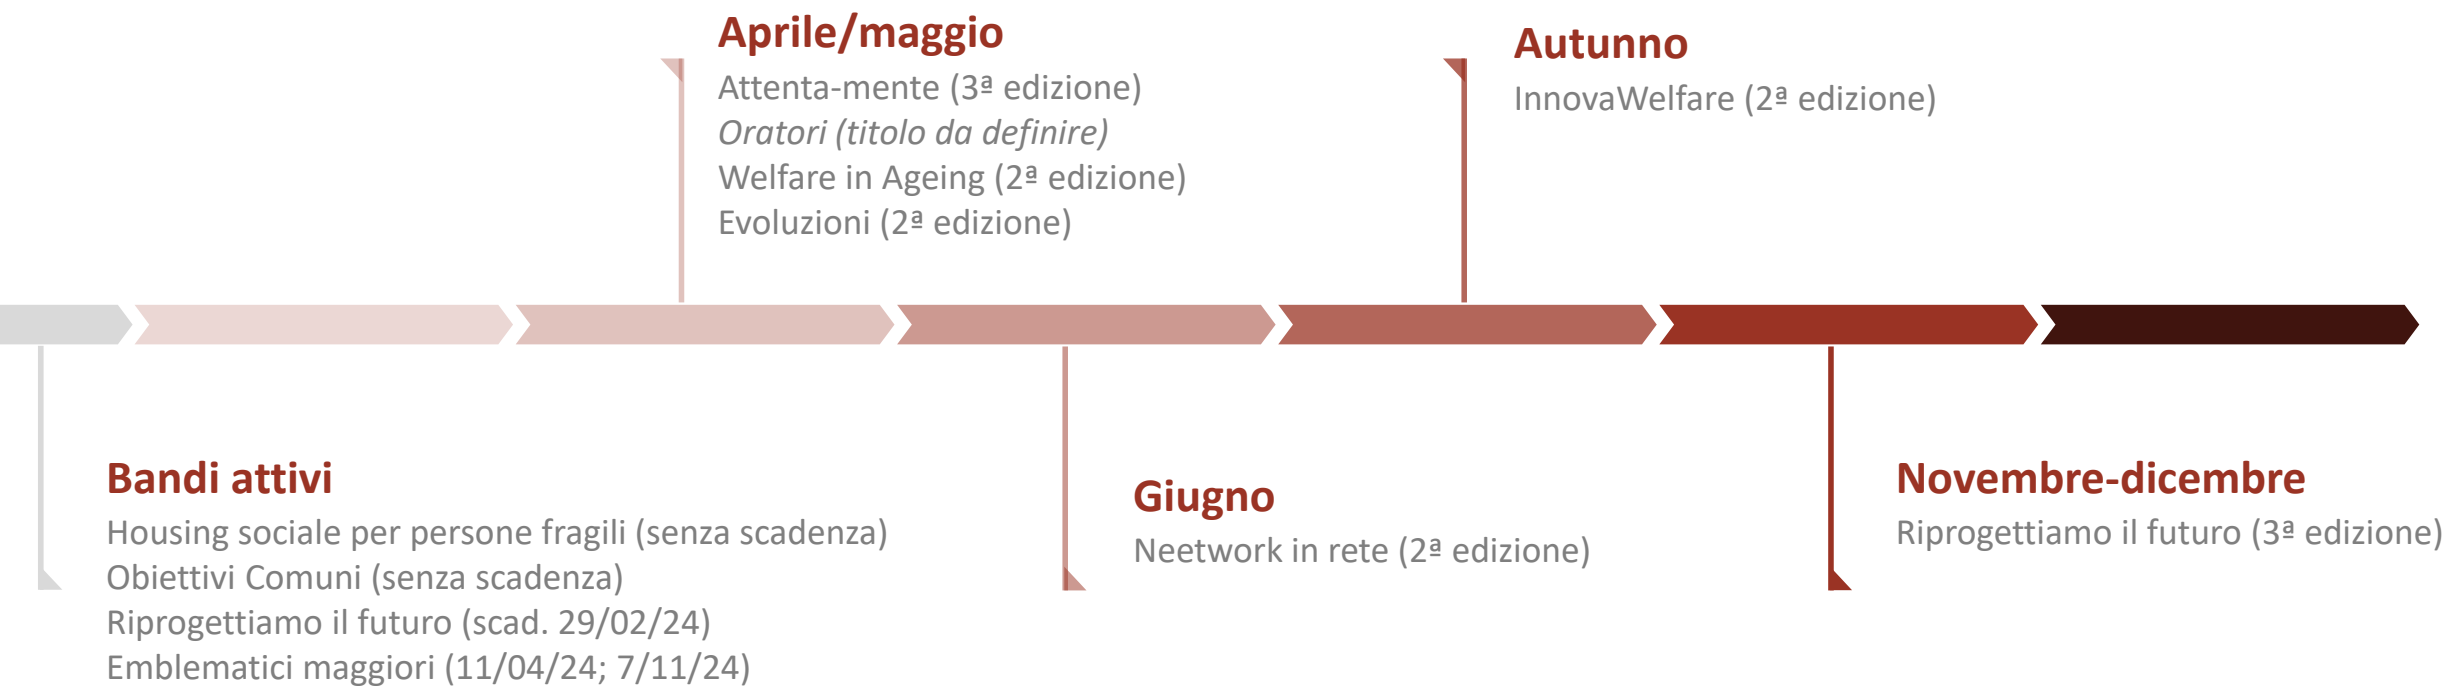 Aprile/maggio
Attenta-mente (3ª edizione)
Oratori (titolo da definire)
Welfare in Ageing (2ª edizione)
Evoluzioni (2ª edizione)
Autunno
InnovaWelfare (2ª edizione)
Bandi attivi
Housing sociale per persone fragili (senza scadenza)
Obiettivi Comuni (senza scadenza)
Riprogettiamo il futuro (scad. 29/02/24)
Emblematici maggiori (11/04/24; 7/11/24)
Giugno
Neetwork in rete (2ª edizione)
Novembre-dicembre
Riprogettiamo il futuro (3ª edizione)